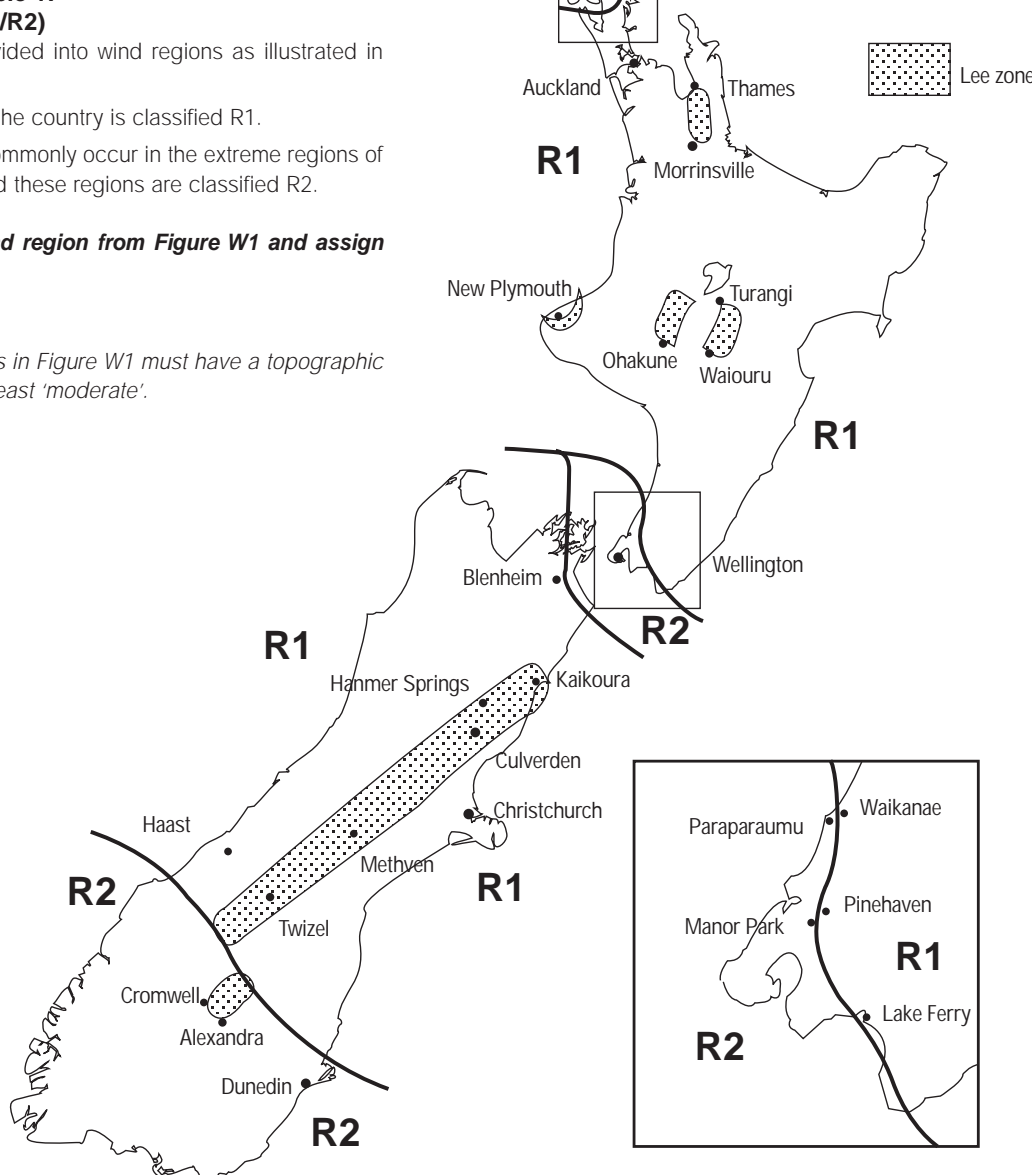 /R2)
vided into wind regions as illustrated in
he country is classified R1.
ommonly occur in the extreme regions of
d these regions are classified R2.
d region from Figure W1 and assign
s in Figure W1 must have a topographic
east ‘moderate’.
Lee zone
Auckland
Thames
R1
Morrinsville
New Plymouth
Turangi
Ohakune
Waiouru
R1
Wellington
Blenheim
R2
R1
Kaikoura
Hanmer Springs
Culverden
Christchurch
Haast
Methven
R2
R1
Twizel
Cromwell
Alexandra
Dunedin
R2
Waikanae
Paraparaumu
Pinehaven
Manor Park
R1
Lake Ferry
R2